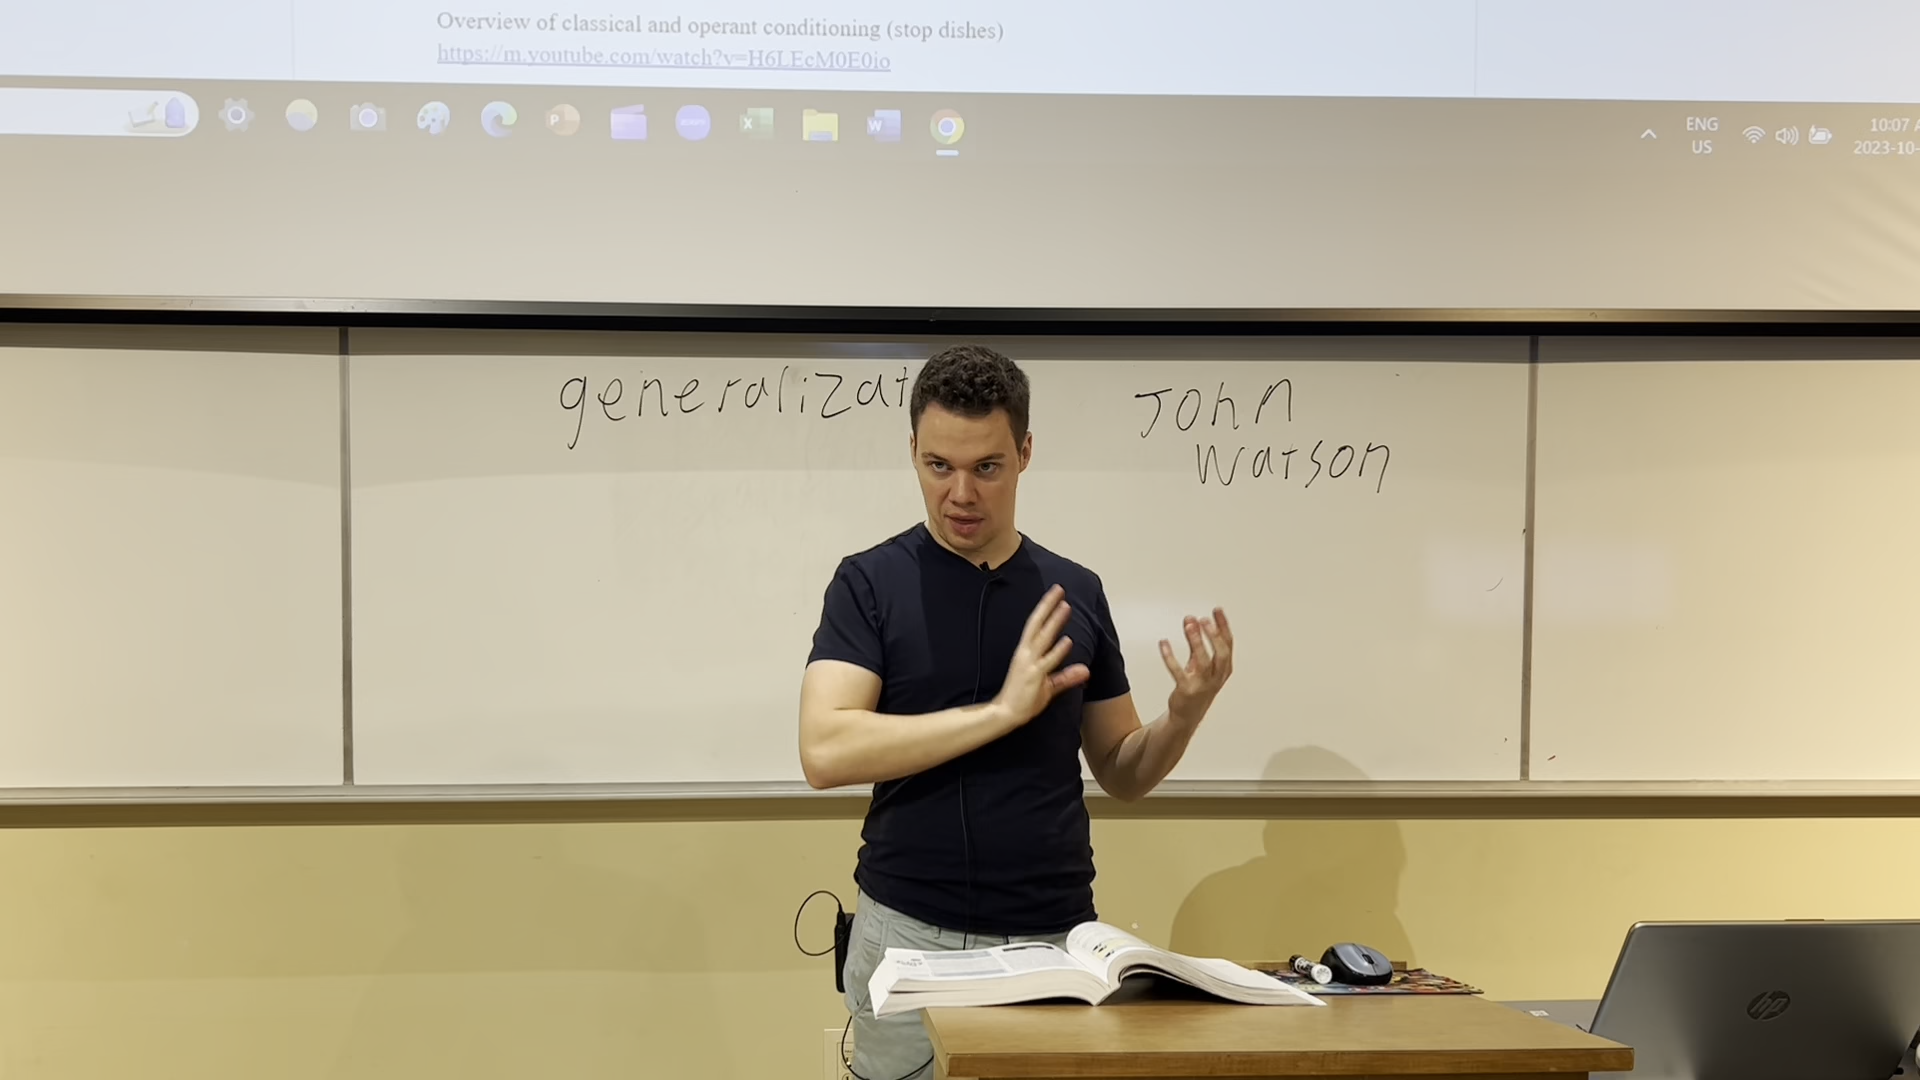 Overview of classical and operant conditioning (stop dishes)
https://m.youtube.com/watch?v=H6LEcM0E0io
ENG
US
10:07 A
2023-10-
generalizat
John
Watson
hp